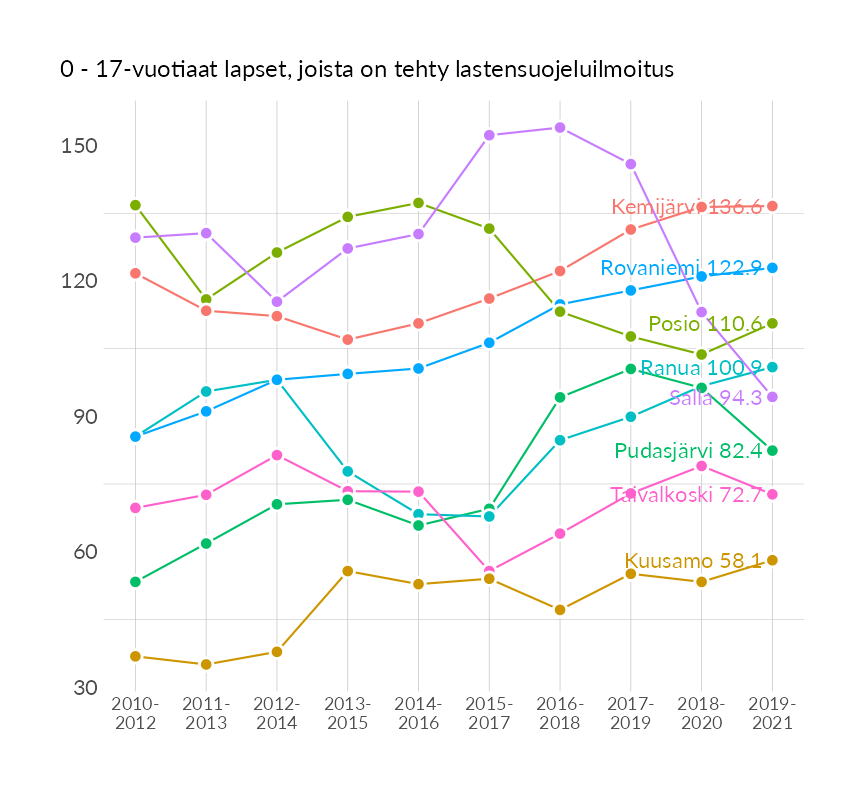 0 - 17-vuotiaat lapset, joista on tehty lastensuojeluilmoitus
150
Kemijärvi 136.6
Rovaniemi 122.9
120
Posio 110.6
Ranua 100.9
Salla 94.3
90
Pudasjärvi 82.4
Taivalkoski 72.7
60
Kuusamo 58.1
30
2010-2012
2011-2013
2012-2014
2013-2015
2014-2016
2015-2017
2016-2018
2017-2019
2018-2020
2019-2021